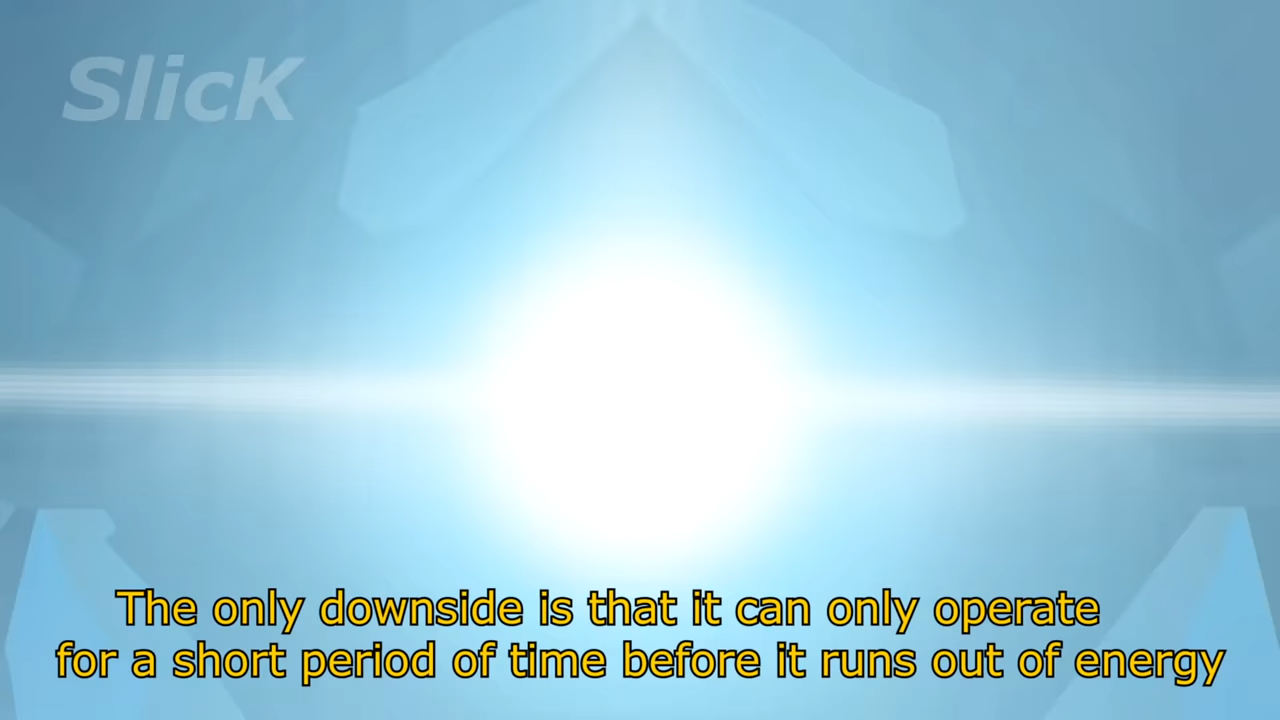 SlicK
The only downside is that it can only operate
for a short period of time before it runs out of energy